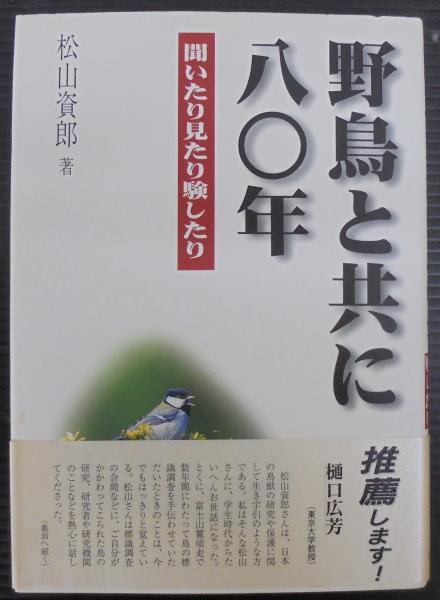 野鳥と共に
八〇年
聞いたり見たり験したり
松山資郎 著
推薦します!
樋口広芳
(東京大学教授)
松山資郎さんは、日本
の鳥獣の研究や保護に関
して生き字引のような方
である。私はそんな松山
さんに、学生時代からた
いへんお世話になった。
とくに、富士山麓須走で
数年間にわたって鳥の標
識調査を手伝わせていた
だいたときのことは、今
でもはっきりと覚えてい
る。松山さんは標識調査
の合間などに、ご自分が
かかわってこられた鳥の
研究、研究者や研究機関
のことなどを熱心に話し
てくださった。
(裏面へ続く)